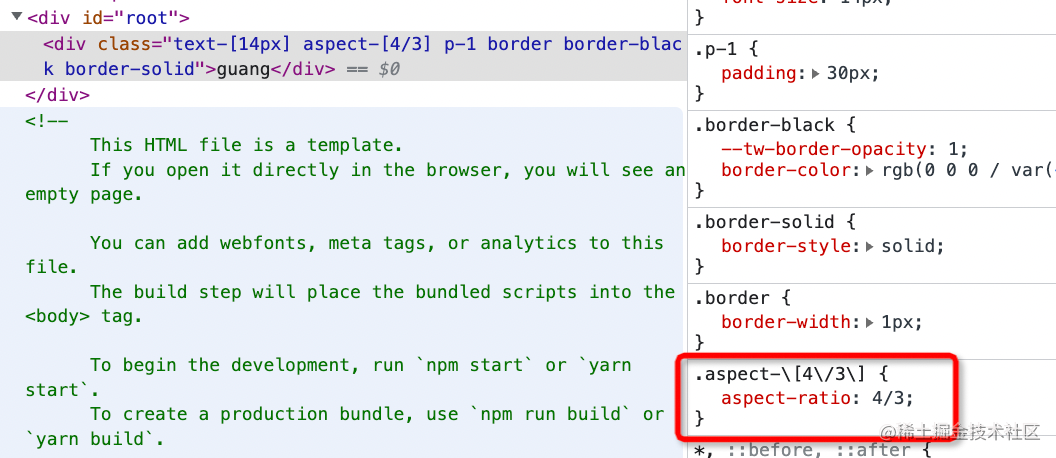 <div id="root">
<div class="text-[14px] aspect-[4/3] p-1 border border-blac
k border-solid">guang</div> == $0
</div>
<!--
This HTML file is a template.
If you open it directly in the browser, you will see an
empty page.
You can add webfonts, meta tags, or analytics to this
file.
The build step will place the bundled scripts into the
<body> tag.
To begin the development, run `npm start` or `yarn
start`.
To create a production bundle, use `npm run build` or
`yarn build`.
font-size: 14px;
}
.p-1 {
padding: 30px;
}
.border-black {
--tw-border-opacity: 1;
border-color: rgb(0 0 0 / var(-
}
.border-solid {
border-style: solid;
}
.border {
border-width: 1px;
}
.aspect-\[4\/3\] {
aspect-ratio: 4/3;
}
*, ::before, ::after {
@稀土掘金技术社区